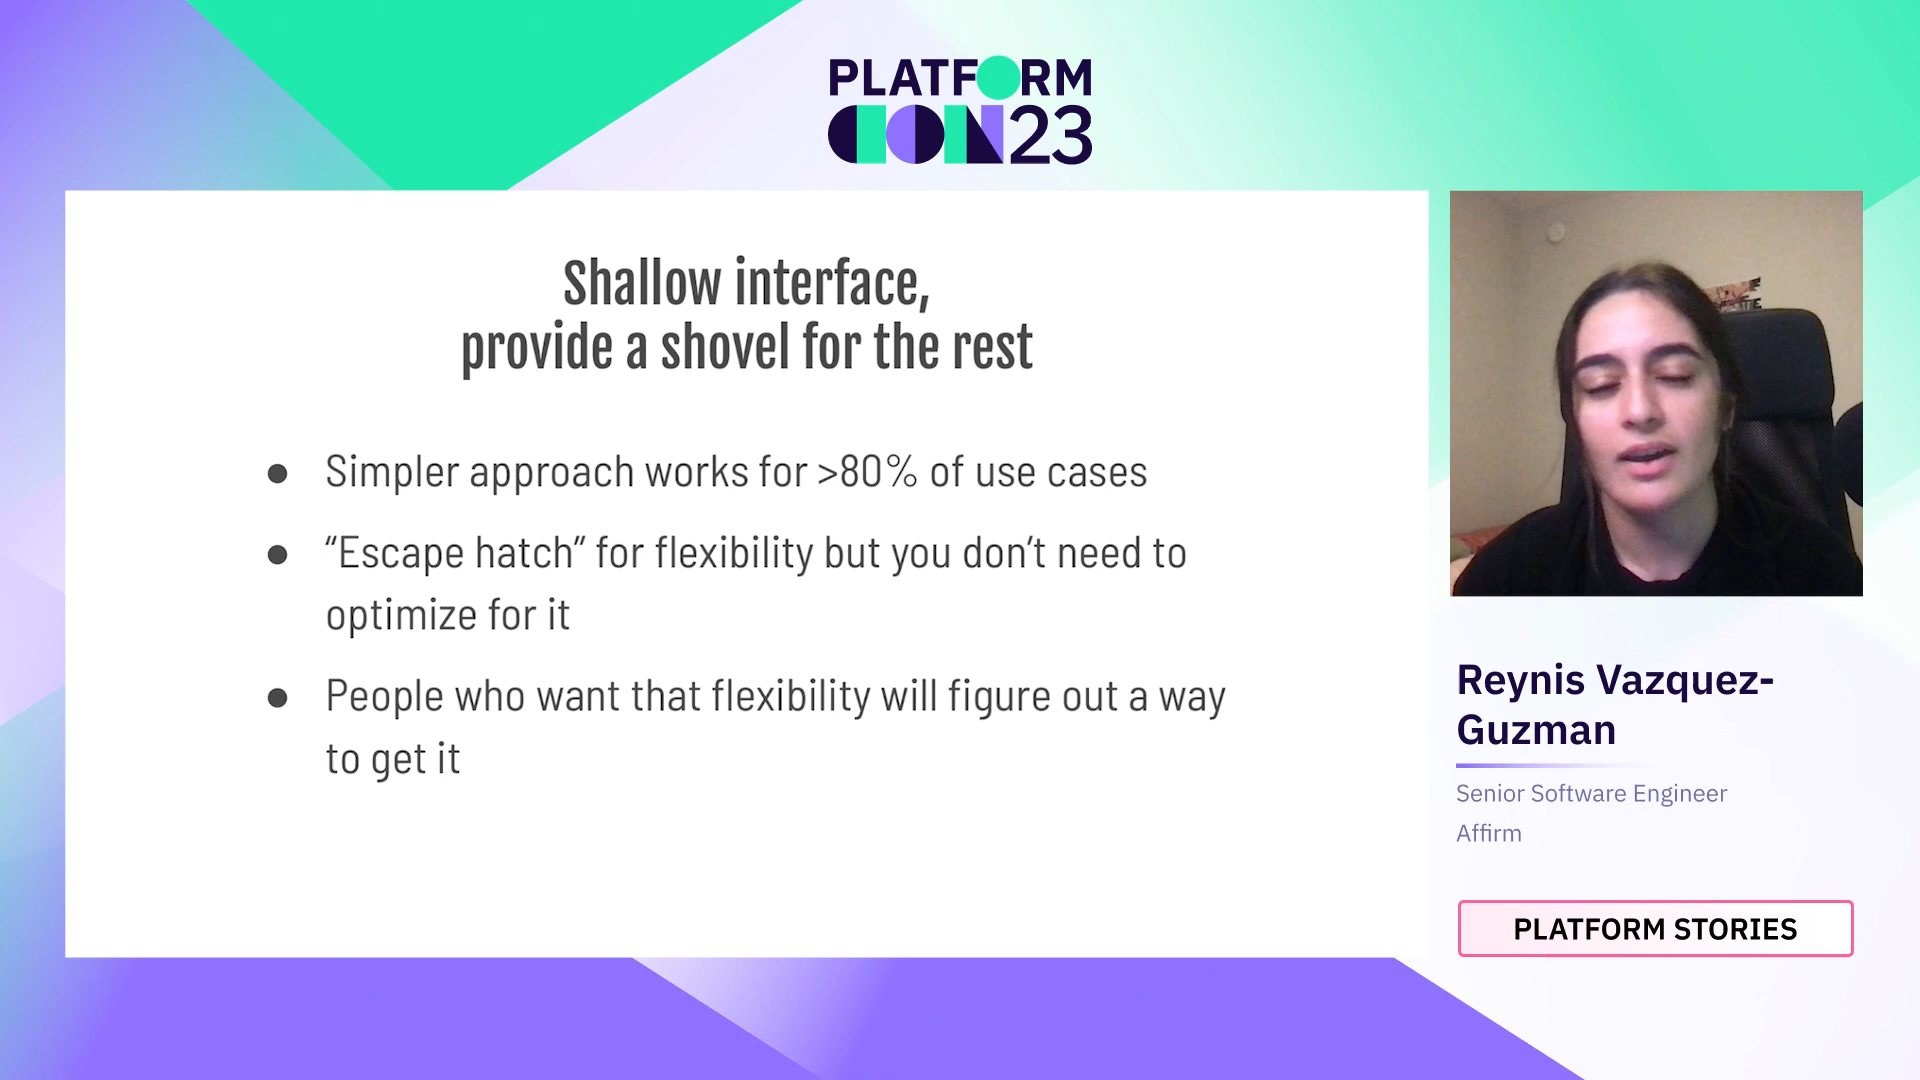 PLATFORM
CON23
Shallow interface,
provide a shovel for the rest
● Simpler approach works for >80% of use cases
● “Escape hatch” for flexibility but you don’t need to
optimize for it
● People who want that flexibility will figure out a way
to get it
Reynis Vazquez-
Guzman
Senior Software Engineer
Affirm
PLATFORM STORIES